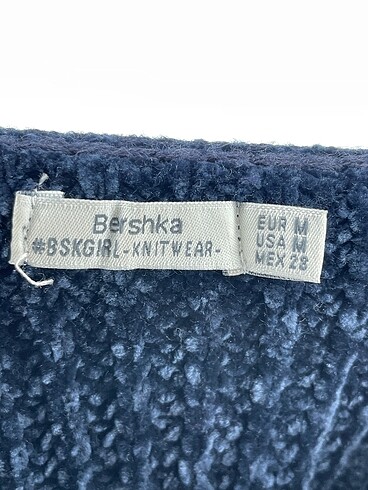 Bershka
#BSKGIRL-KNITWEAR-
EUR M
USA M
MEX 28